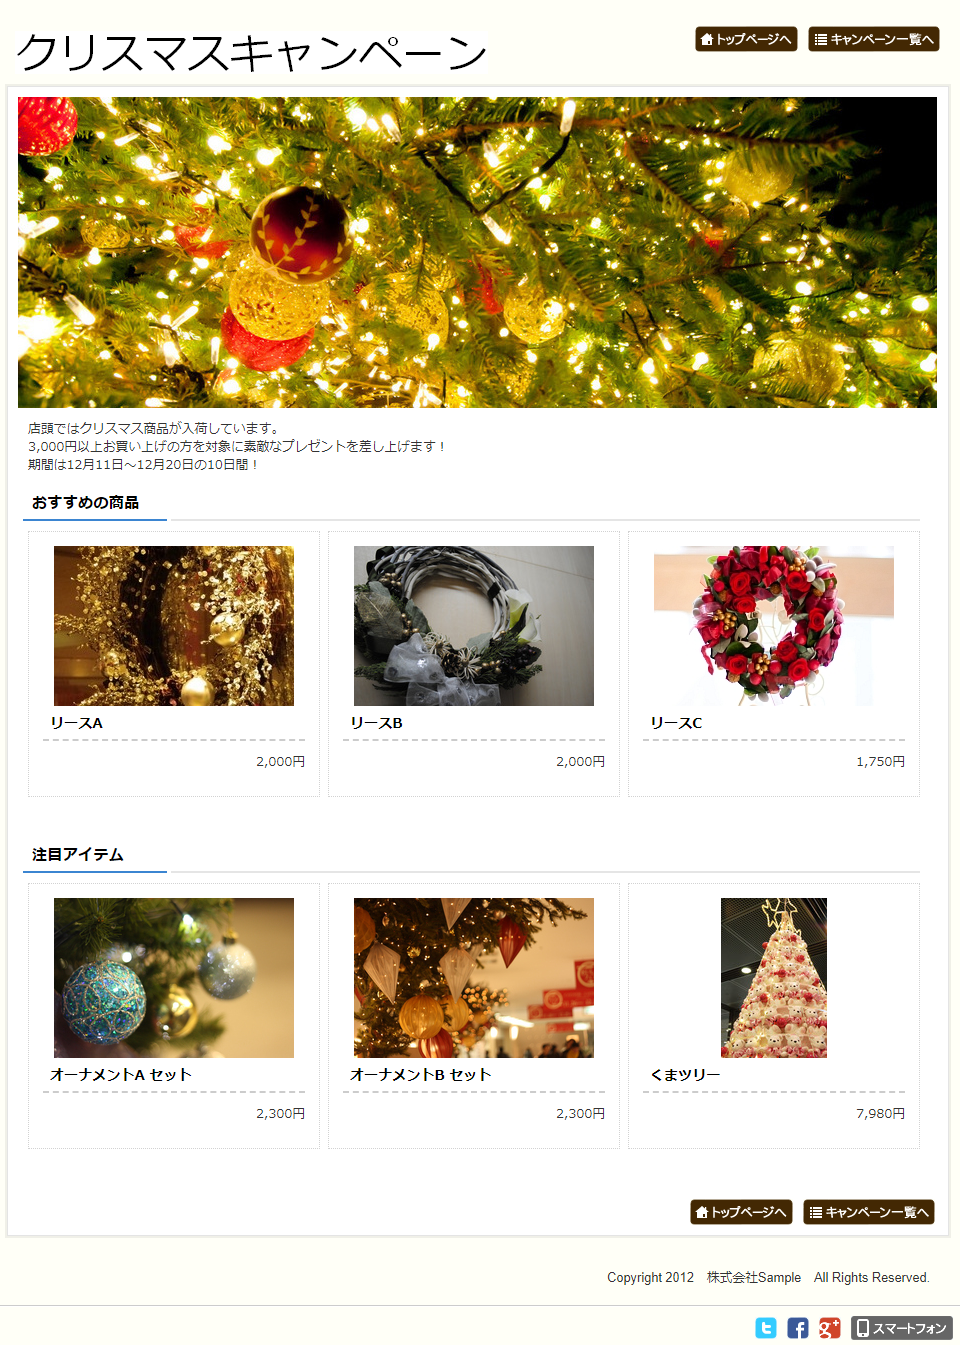 クリスマスキャンペーン
トップページへ キャンペーン一覧へ
店頭ではクリスマス商品が入荷しています。
3,000円以上お買い上げの方を対象に素敵なプレゼントを差し上げます！
期間は12月11日～12月20日の10日間！
おすすめの商品
リースA リースB リースC
2,000円 2,000円 1,750円
注目アイテム
オーナメントA セット オーナメントB セット くまツリー
2,300円 2,300円 7,980円
トップページへ キャンペーン一覧へ
Copyright 2012　株式会社Sample　All Rights Reserved.
スマートフォン